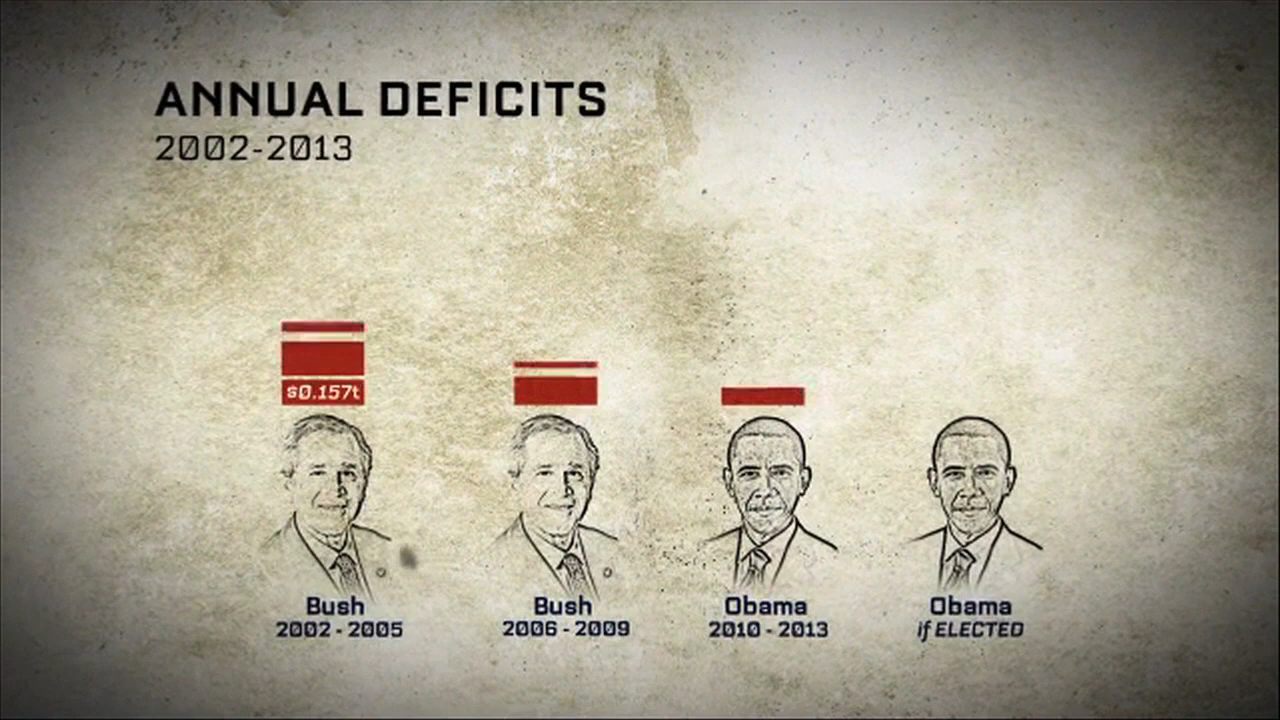 ANNUAL DEFICITS
2002-2013
$0.157t
Bush
2002 - 2005
Bush
2006 - 2009
Obama
2010 - 2013
Obama
if ELECTED